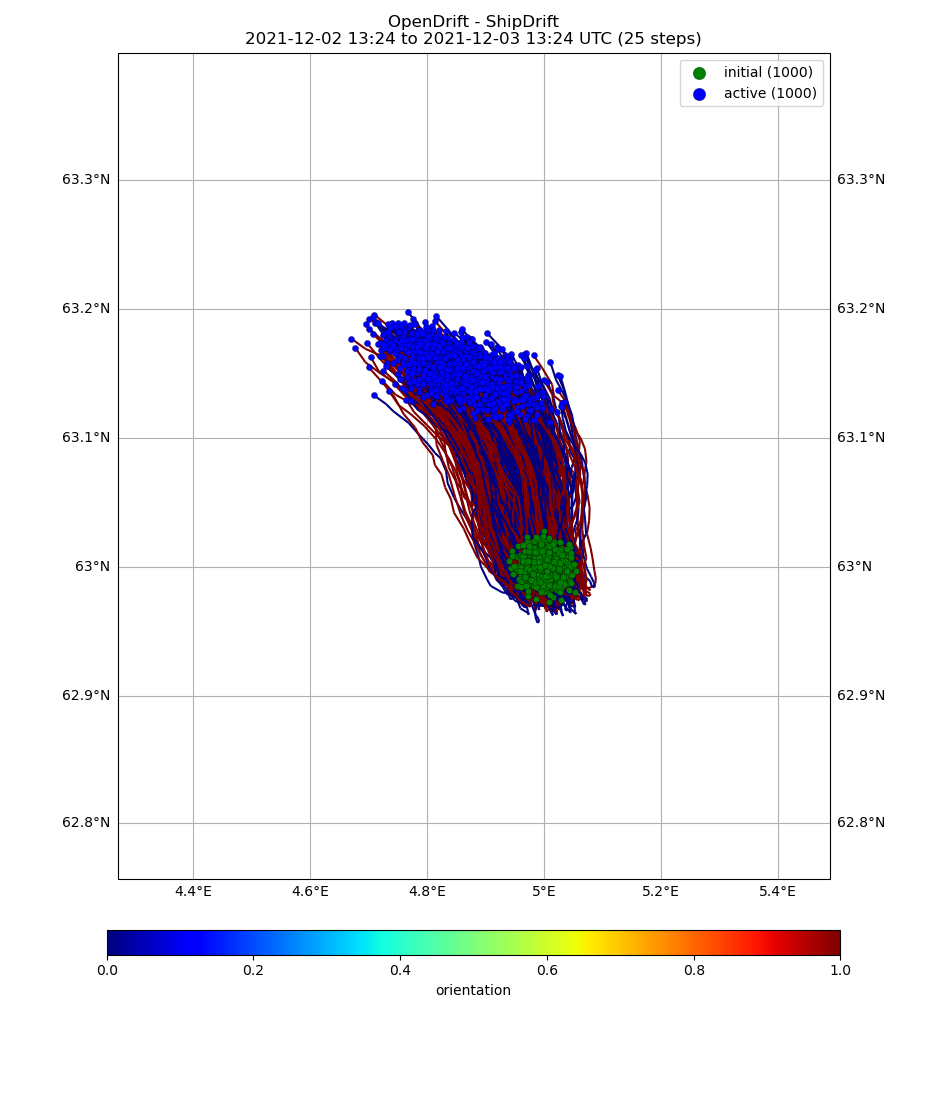 OpenDrift - ShipDrift
2021-12-02 13:24 to 2021-12-03 13:24 UTC (25 steps)
initial (1000)
active (1000)
63.3°N 63.3°N
63.2°N 63.2°N
63.1°N 63.1°N
63°N 63°N
62.9°N 62.9°N
62.8°N 62.8°N
4.4°E 4.6°E 4.8°E 5°E 5.2°E 5.4°E
0.0 0.2 0.4 0.6 0.8 1.0
orientation